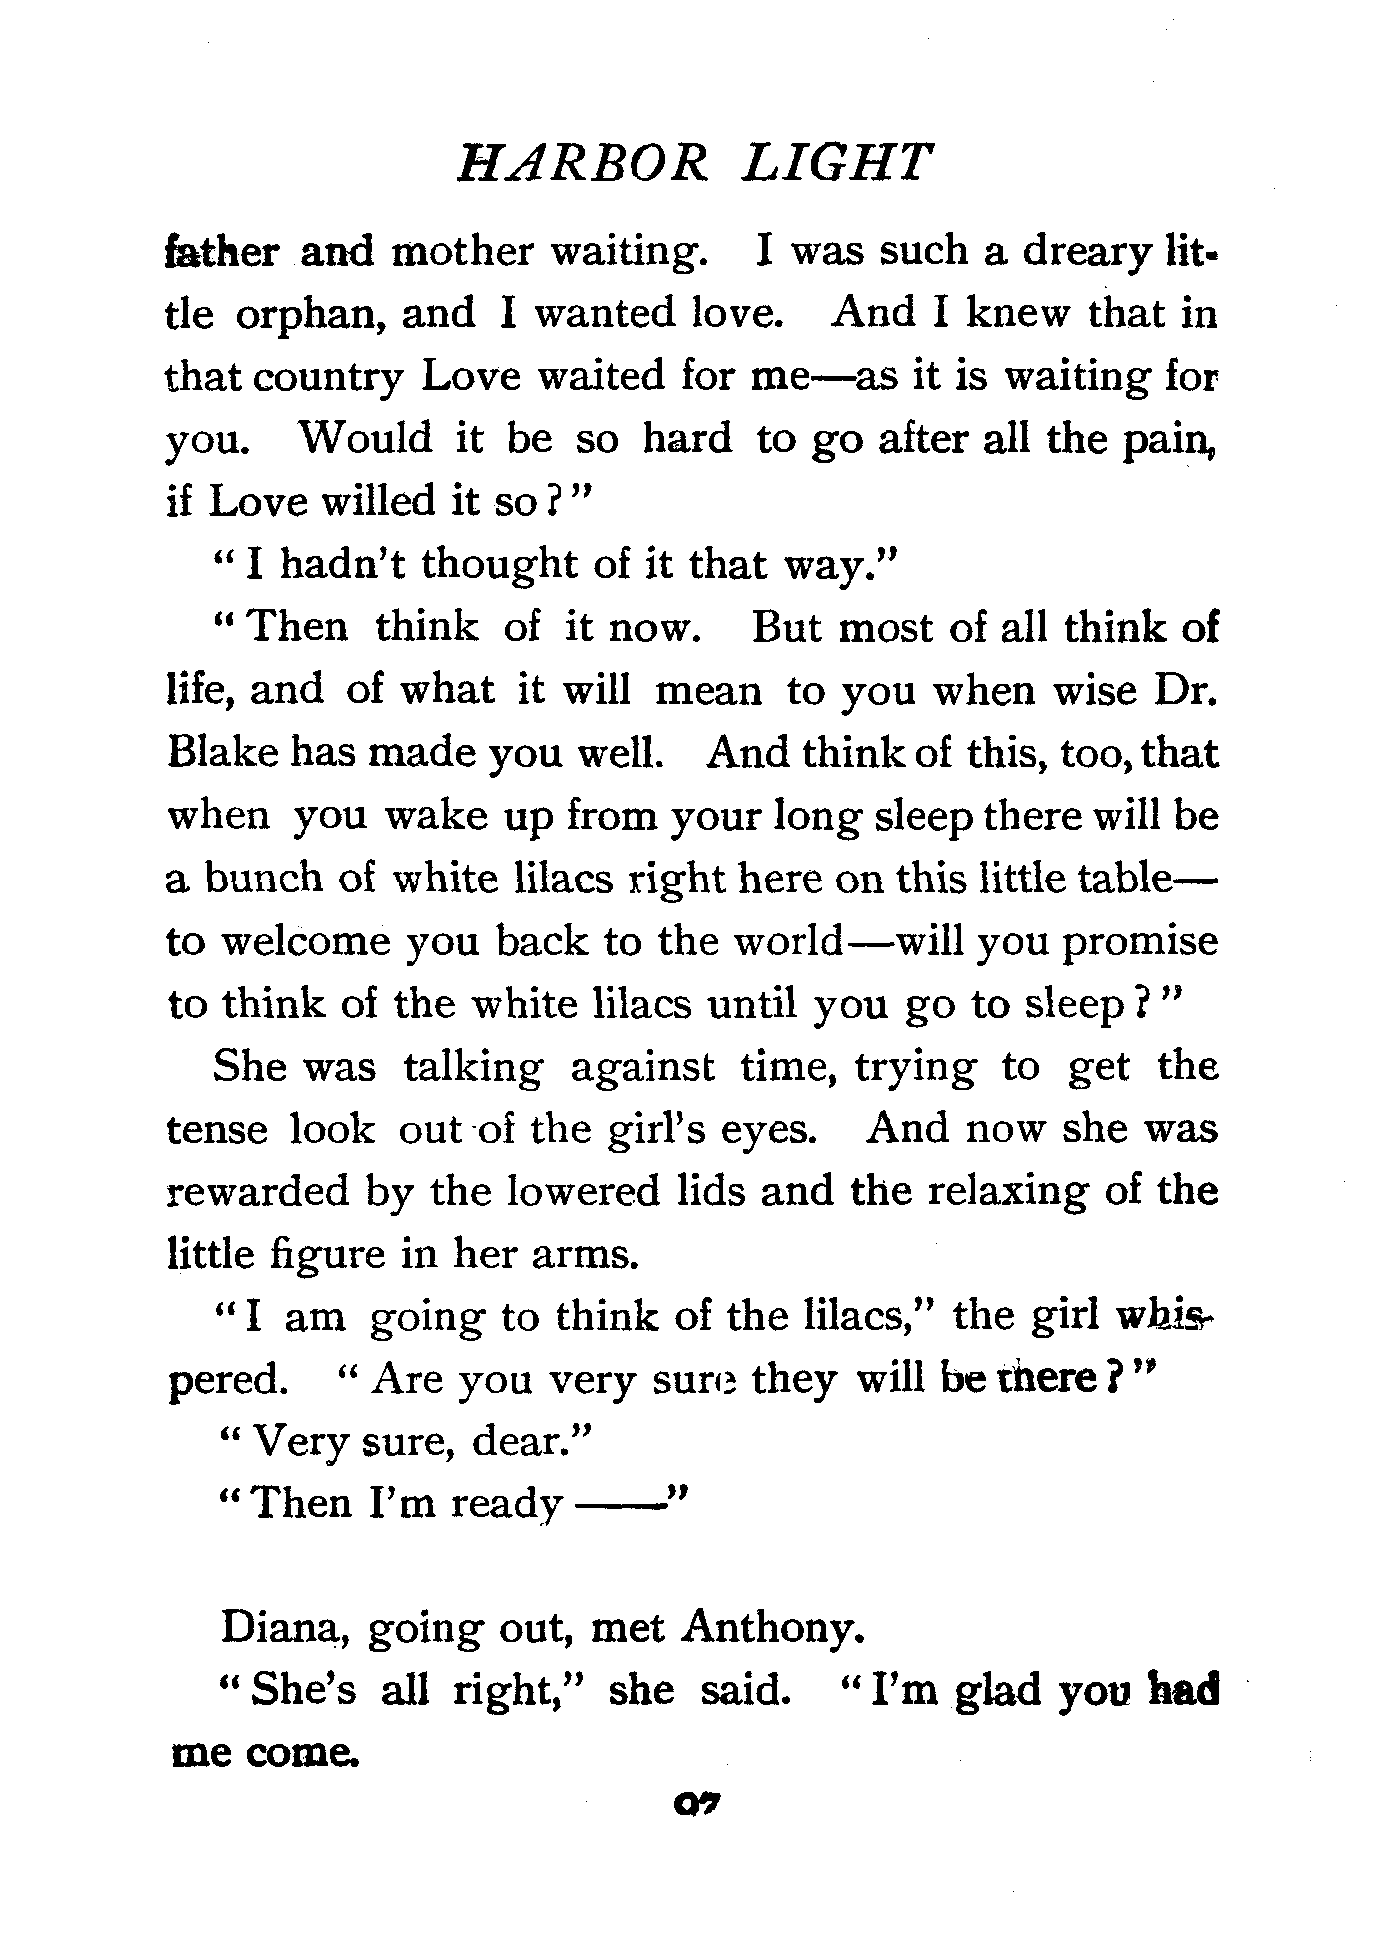 HARBOR LIGHT
father and mother waiting. I was such a dreary lit-
tle orphan, and I wanted love. And I knew that in
that country Love waited for me—as it is waiting for
you. Would it be so hard to go after all the pain,
if Love willed it so?"
"I hadn't thought of it that way."
"Then think of it now. But most of all think of
life, and of what it will mean to you when wise Dr.
Blake has made you well. And think of this, too, that
when you wake up from your long sleep there will be
a bunch of white lilacs right here on this little table—
to welcome you back to the world—will you promise
to think of the white lilacs until you go to sleep?"
She was talking against time, trying to get the
tense look out of the girl's eyes. And now she was
rewarded by the lowered lids and the relaxing of the
little figure in her arms.
"I am going to think of the lilacs," the girl whis-
pered. "Are you very sure they will be there?"
"Very sure, dear."
"Then I'm ready ——"
Diana, going out, met Anthony.
"She's all right," she said. "I'm glad you had
me come.
97